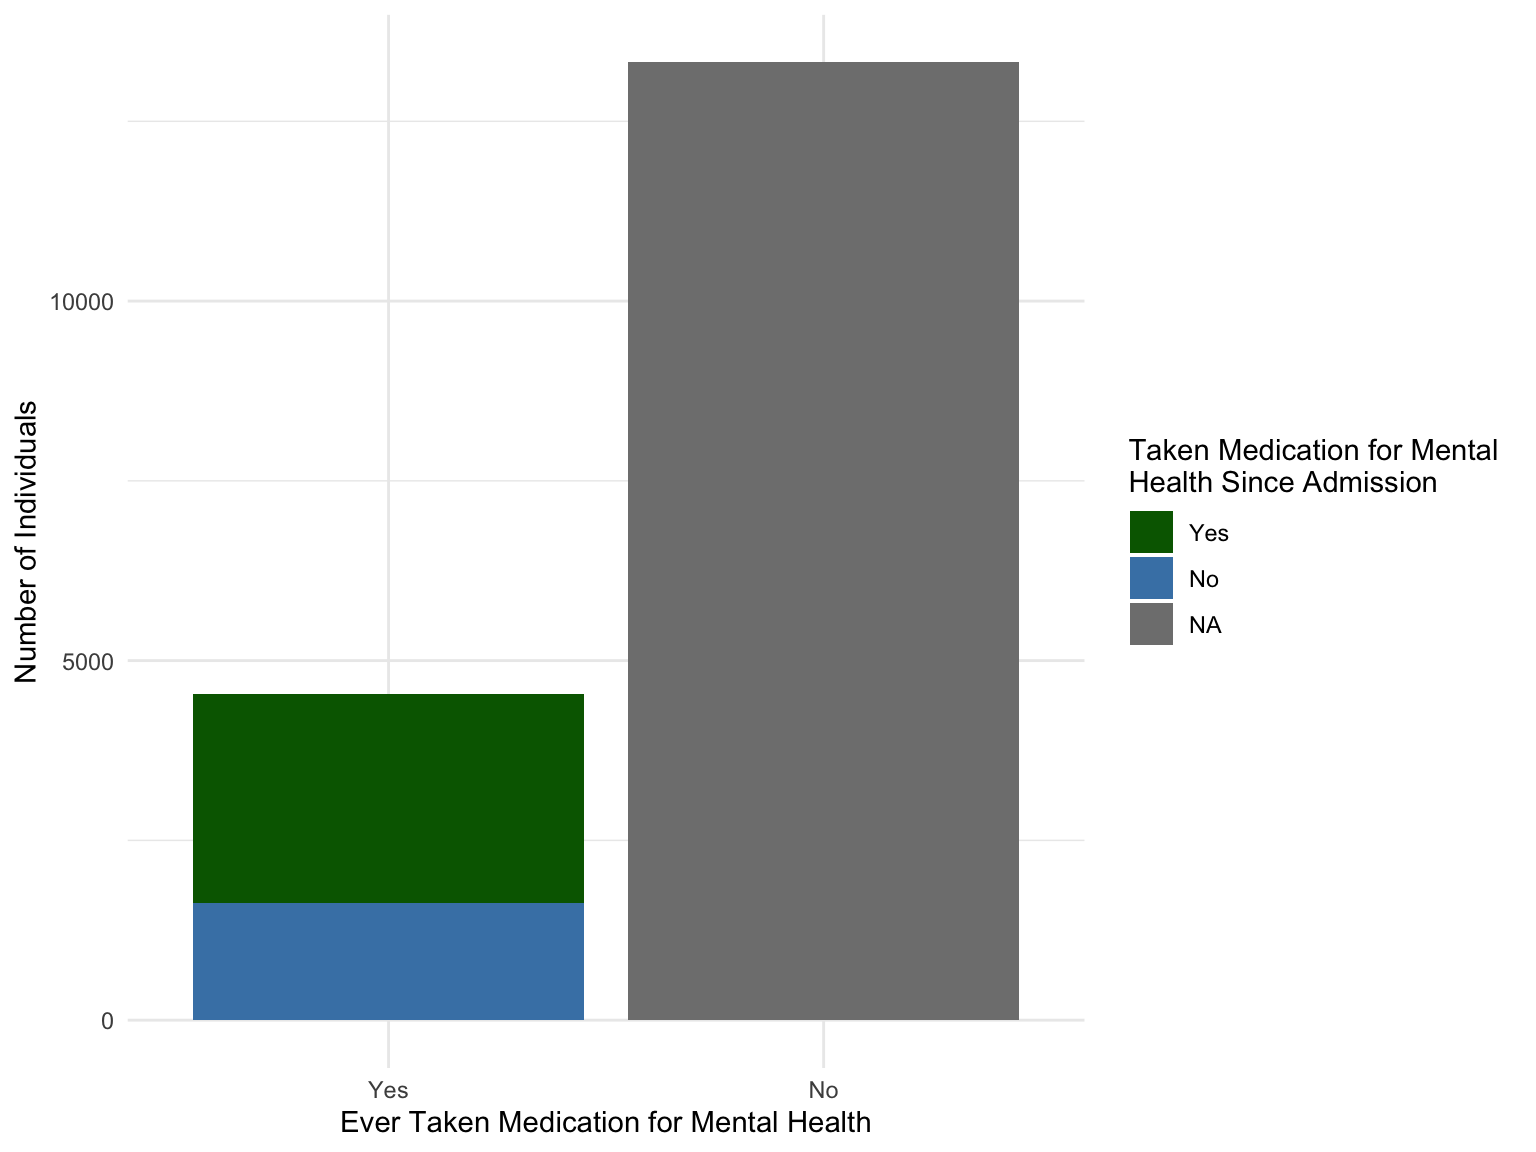 10000
5000
0
Number of Individuals
Yes
No
Ever Taken Medication for Mental Health
Taken Medication for Mental
Health Since Admission
Yes
No
NA